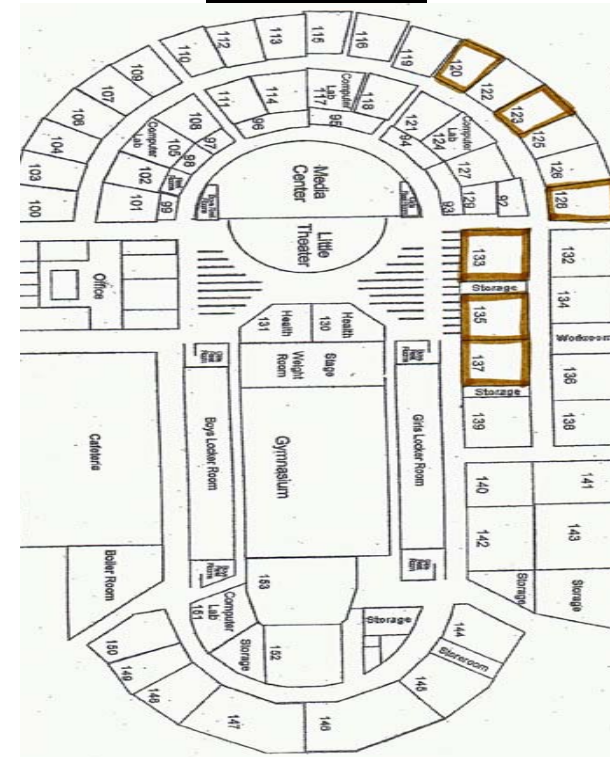 115
113
116
112
119
110
120
109
122
107
123
106
125
104
126
103
128
100
114
Computer Lab 117
118
111
121
108
Computer Lab 124
Computer Lab 105
127
102
129
101
96
95
97
94
98
99
93
92
Media Center
Little Theater
133
132
Storage
134
135
Workroom
137
136
Storage
139
138
Office
Health 131
Health 130
Stage
Weight Room
Boys Locker Room
Gymnasium
Girls Locker Room
Cafeteria
140
141
142
143
Storage
Storage
Boiler Room
153
Computer Lab 151
Storage
152
Storage
144
Storeroom
150
149
148
147
146
145